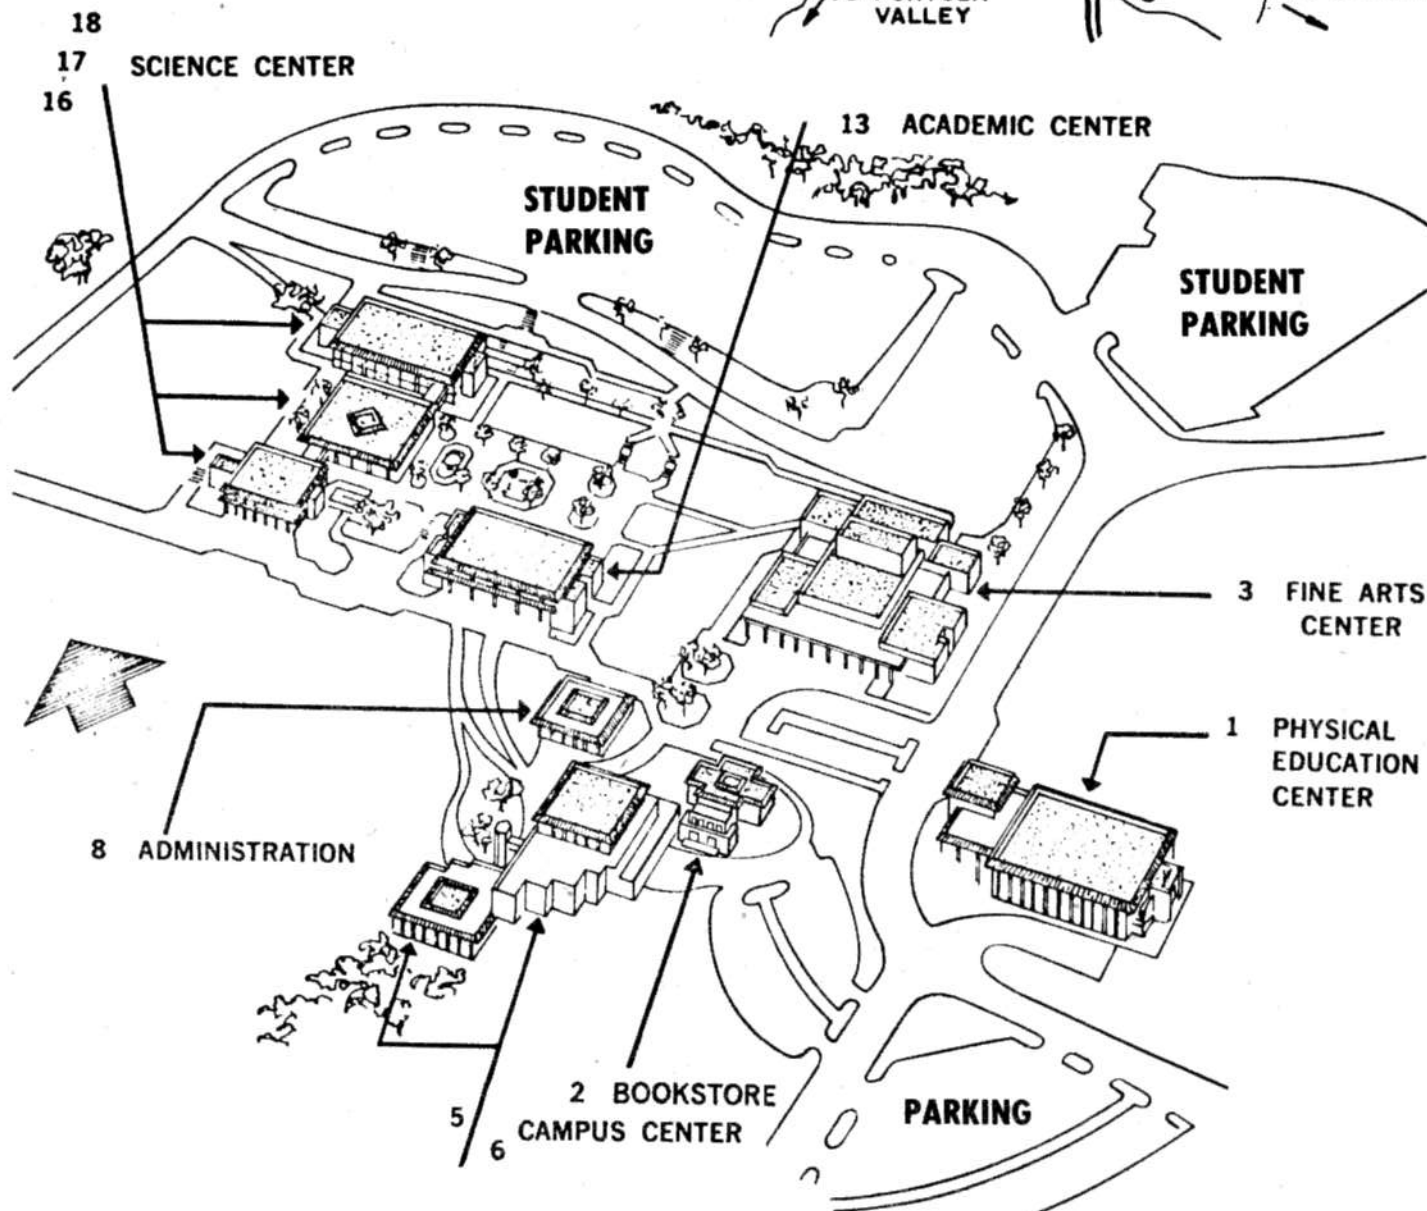 VALLEY
18
17 SCIENCE CENTER
16
13 ACADEMIC CENTER
STUDENT
PARKING
STUDENT
PARKING
3 FINE ARTS
CENTER
1 PHYSICAL
EDUCATION
CENTER
8 ADMINISTRATION
2 BOOKSTORE
CAMPUS CENTER
5
6
PARKING